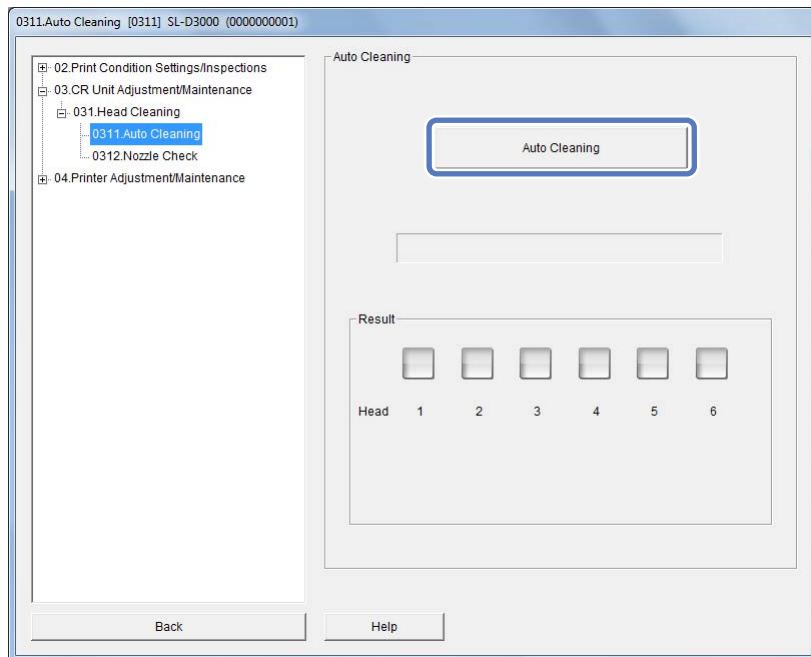 0311.Auto Cleaning [0311] SL-D3000 (0000000001)
02.Print Condition Settings/Inspections
03.CR Unit Adjustment/Maintenance
031.Head Cleaning
0311.Auto Cleaning
0312.Nozzle Check
04.Printer Adjustment/Maintenance
Auto Cleaning
Auto Cleaning
Result
Head 1 2 3 4 5 6
Back
Help